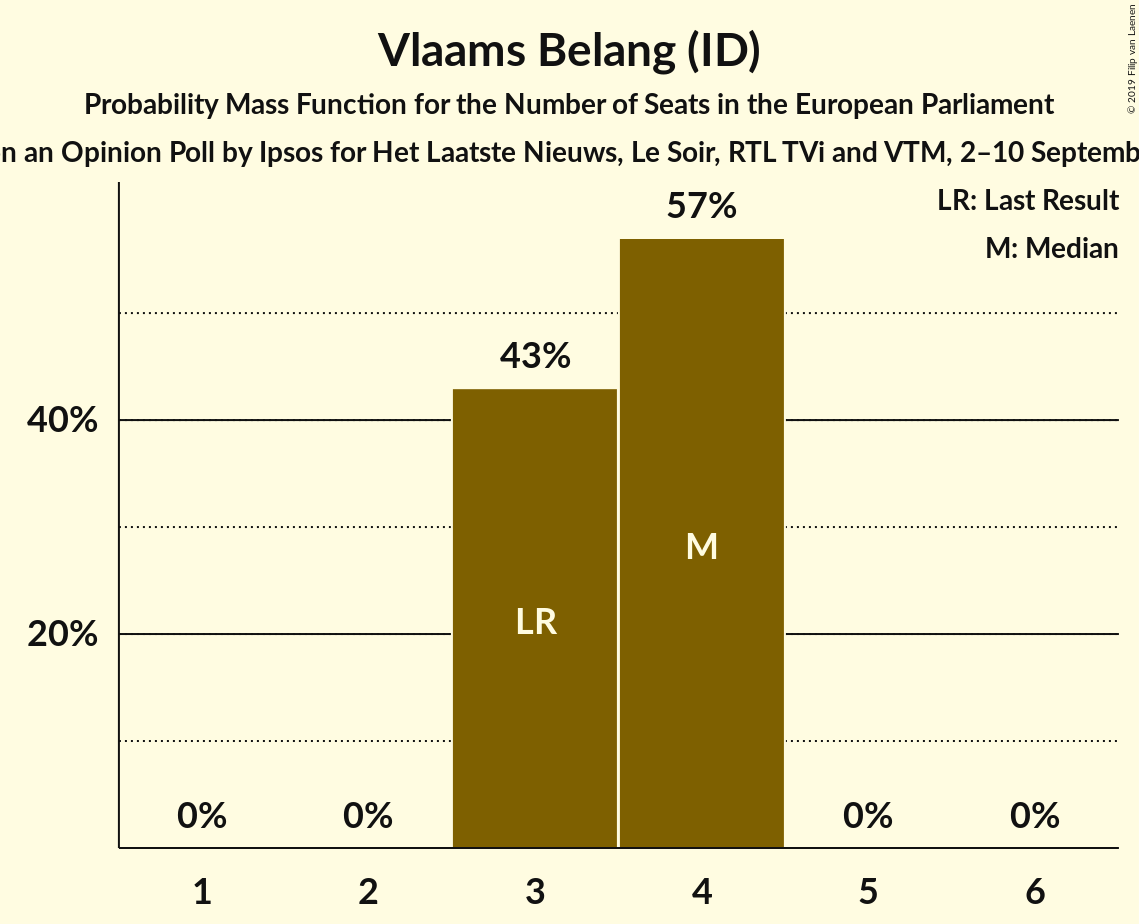 Vlaams Belang (ID)
Probability Mass Function for the Number of Seats in the European Parliament
n an Opinion Poll by Ipsos for Het Laatste Nieuws, Le Soir, RTL TVi and VTM, 2–10 Septemb
© 2019 Filip van Laenen
LR: Last Result
M: Median
57%
43%
40%
M
LR
20%
0% 0% 0% 0%
1 2 3 4 5 6